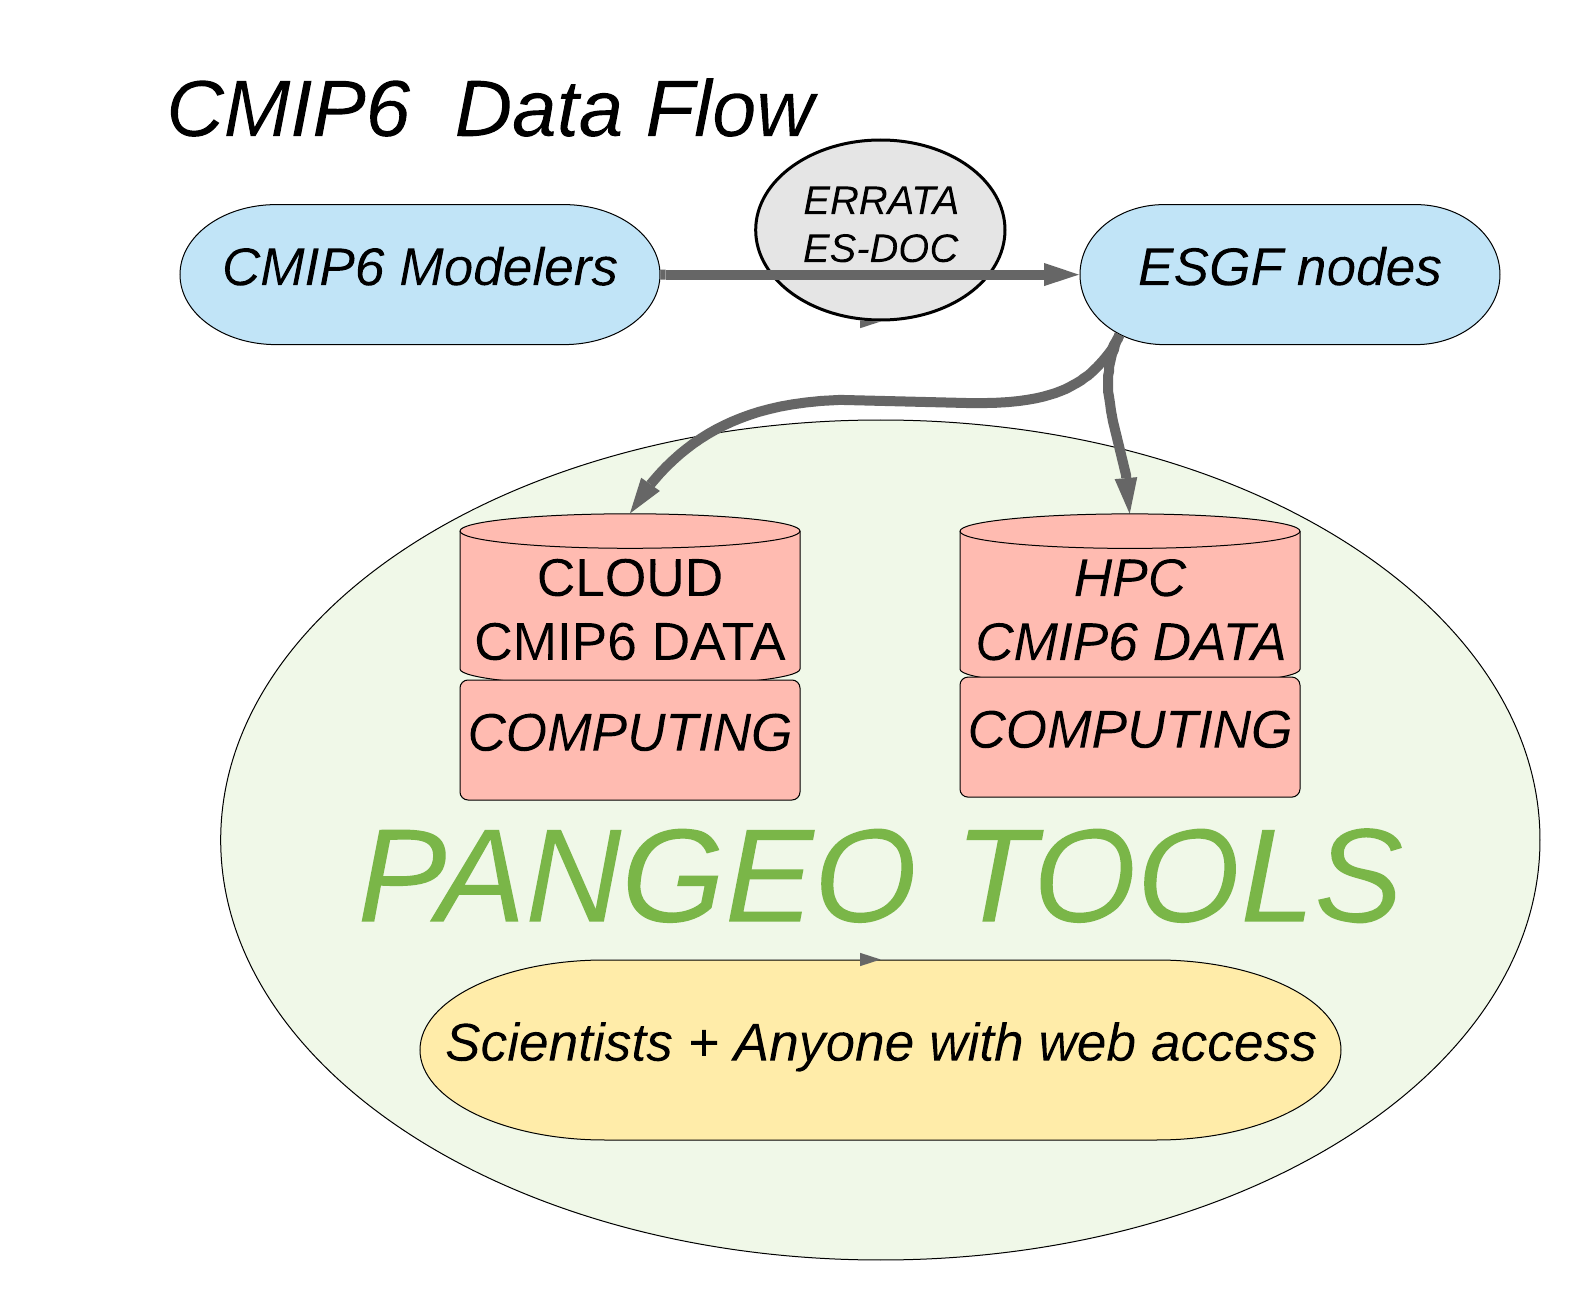 CMIP6  Data Flow
ERRATA
ES-DOC
CMIP6 Modelers
ESGF nodes
CLOUD
CMIP6 DATA
COMPUTING
HPC
CMIP6 DATA
COMPUTING
PANGEO TOOLS
Scientists + Anyone with web access